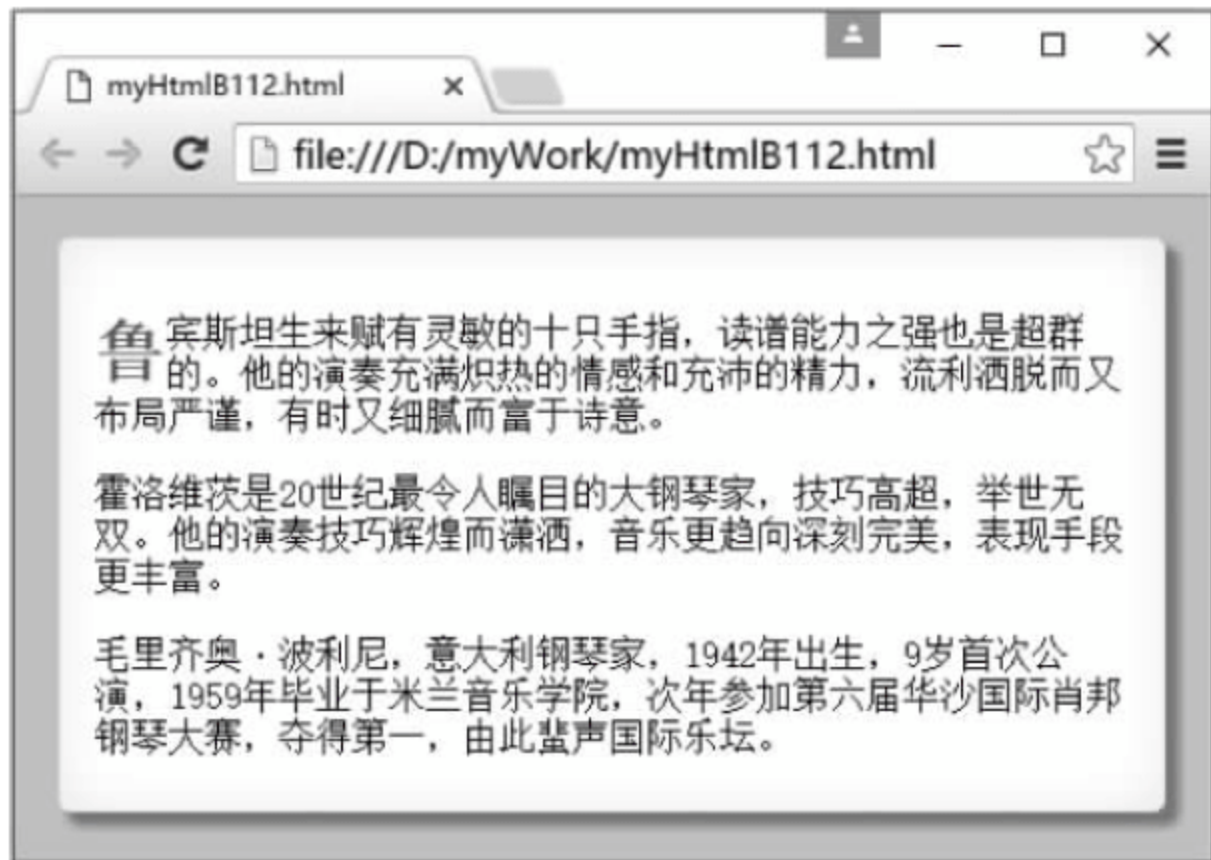 myHtmlB112.html
file:///D:/myWork/myHtmlB112.html
鲁宾斯坦生来赋有灵敏的十只手指，读谱能力之强也是超群
的。他的演奏充满炽热的情感和充沛的精力，流利洒脱而又
布局严谨，有时又细腻而富于诗意。
霍洛维茨是20世纪最令人瞩目的大钢琴家，技巧高超，举世无
双。他的演奏技巧辉煌而潇洒，音乐更趋向深刻完美，表现手段
更丰富。
毛里齐奥·波利尼，意大利钢琴家，1942年出生，9岁首次公
演，1959年毕业于米兰音乐学院，次年参加第六届华沙国际肖邦
钢琴大赛，夺得第一，由此蜚声国际乐坛。